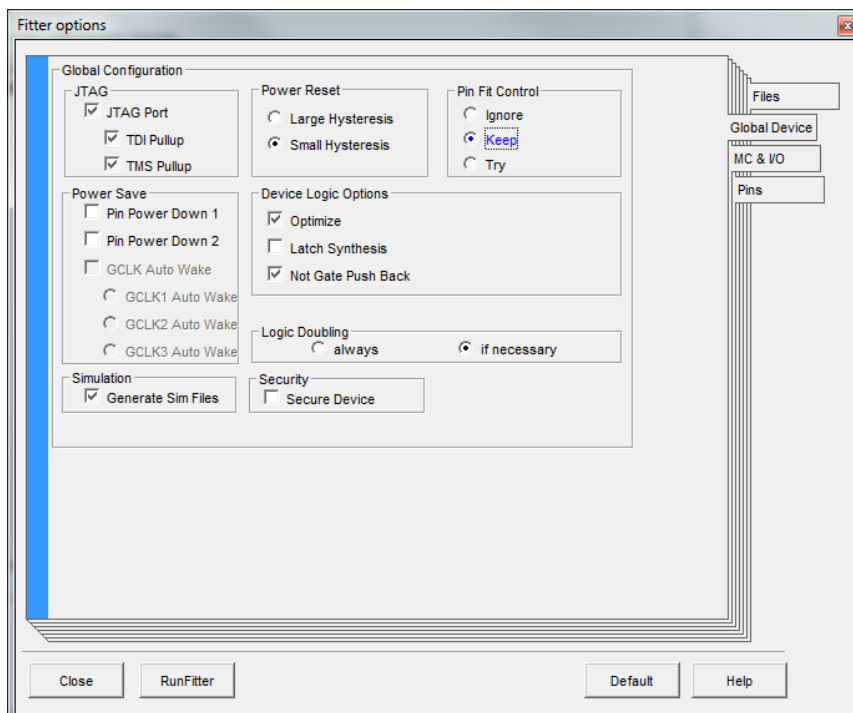 Fitter options
Global Configuration
JTAG
JTAG Port
TDI Pullup
TMS Pullup
Power Reset
Large Hysteresis
Small Hysteresis
Pin Fit Control
Ignore
Keep
Try
Power Save
Pin Power Down 1
Pin Power Down 2
GCLK Auto Wake
GCLK1 Auto Wake
GCLK2 Auto Wake
GCLK3 Auto Wake
Device Logic Options
Optimize
Latch Synthesis
Not Gate Push Back
Logic Doubling
always
if necessary
Simulation
Generate Sim Files
Security
Secure Device
Files
Global Device
MC & I/O
Pins
Close
RunFitter
Default
Help